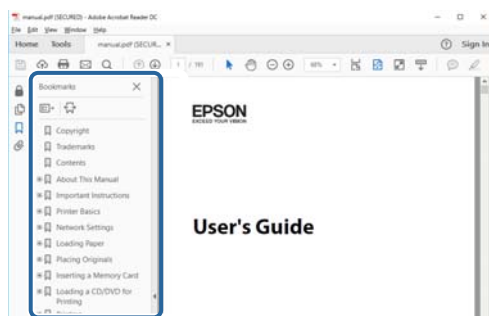 manual.pdf (SECURED) - Adobe Acrobat Reader DC
File Edit View Window Help
Home Tools manual.pdf (SECUR... ×
Sign In
1 / 191
Bookmarks
Copyright
Trademarks
Contents
About This Manual
Important Instructions
Printer Basics
Network Settings
Loading Paper
Placing Originals
Inserting a Memory Card
Loading a CD/DVD for
Printing
EPSON
EXCEED YOUR VISION
User's Guide